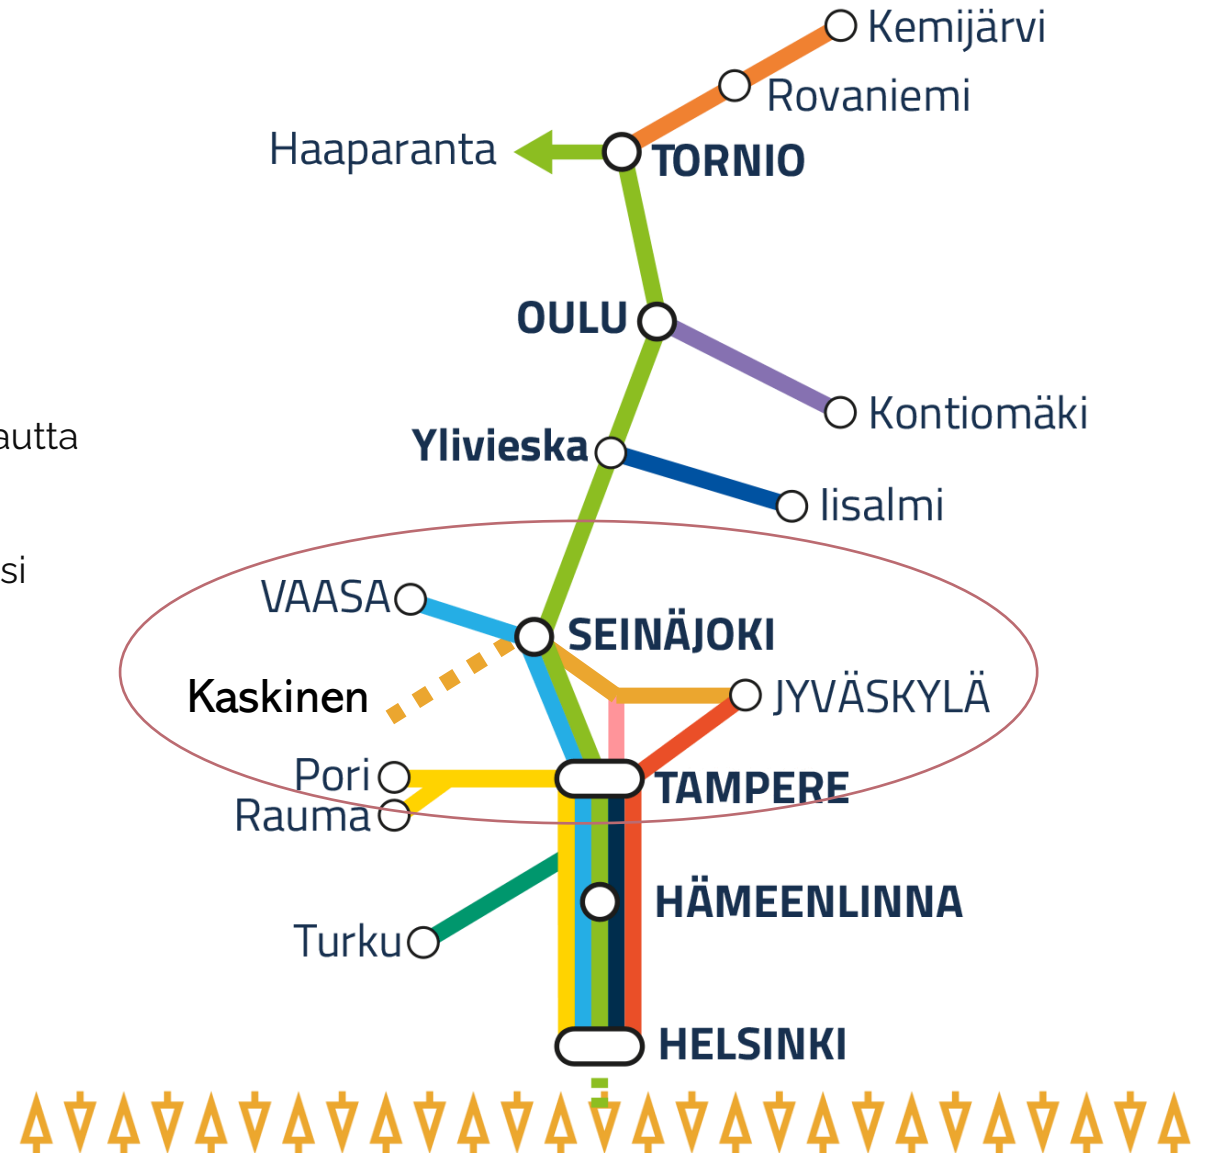 Kemijärvi
Rovaniemi
Haaparanta
TORNIO
OULU
Kontiomäki
autta
Ylivieska
Iisalmi
si
VAASA
SEINÄJOKI
Kaskinen
JYVÄSKYLÄ
Pori
TAMPERE
Rauma
HÄMEENLINNA
Turku
HELSINKI